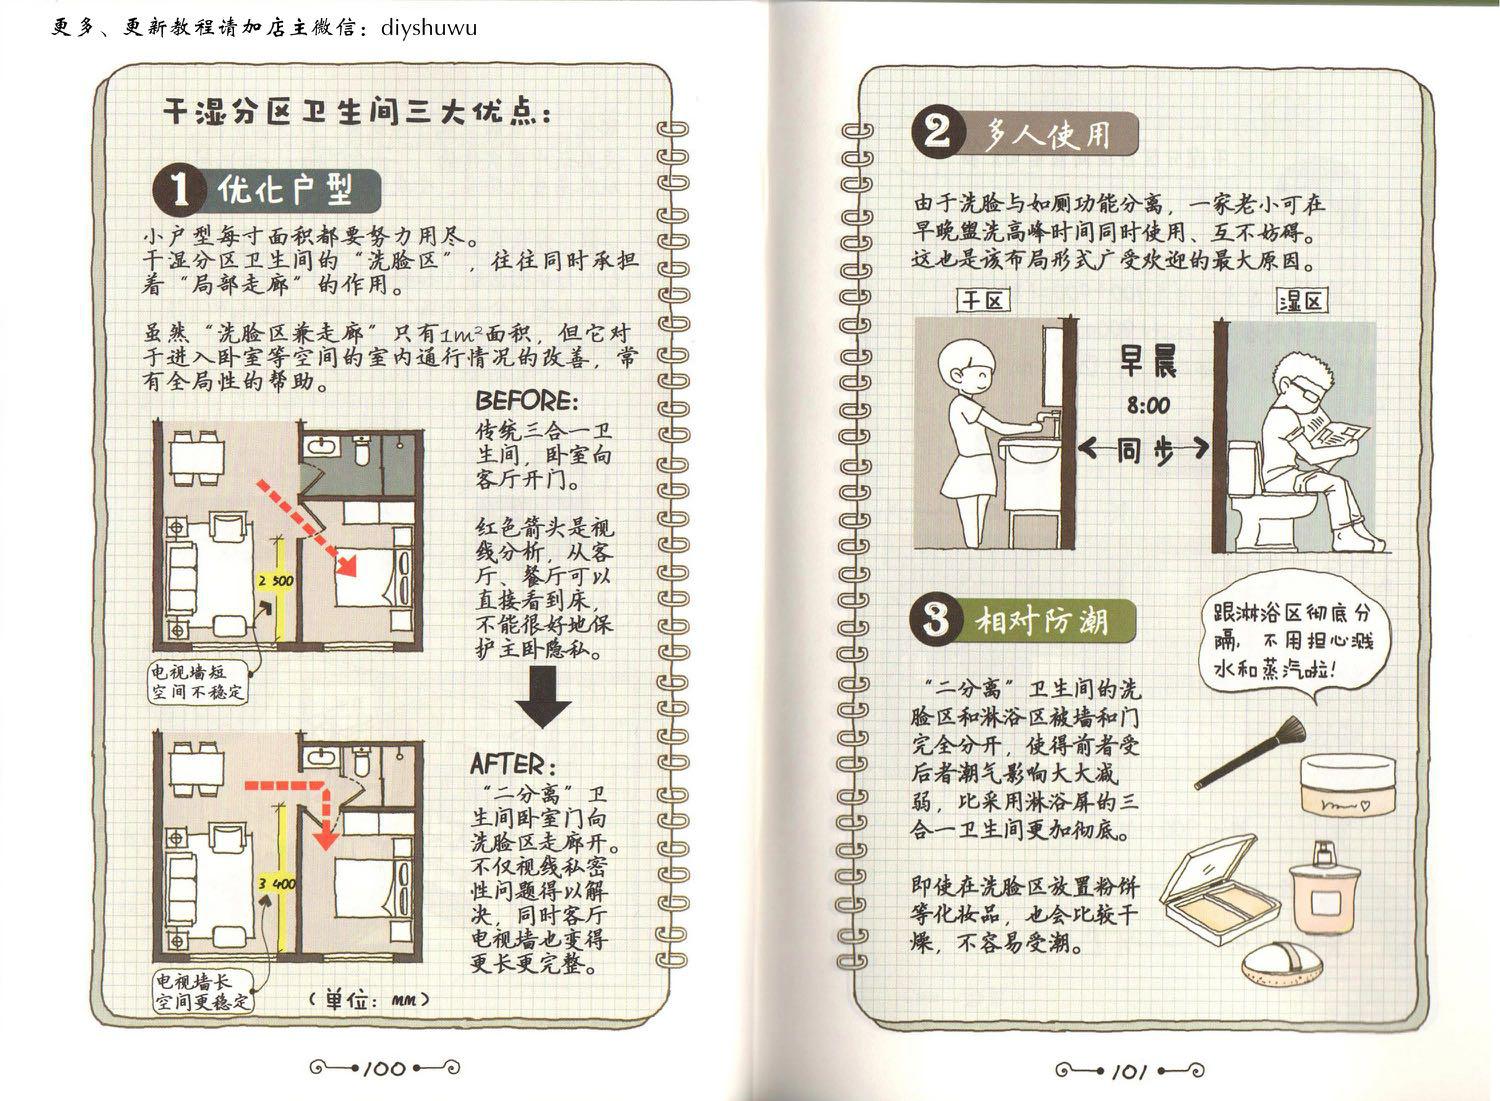 更多、更新教程请加店主微信：diyshuwu
干湿分区卫生间三大优点：
1 优化户型
小户型每寸面积都要努力用尽。
干湿分区卫生间的“洗脸区”，往往同时承担
着“局部走廊”的作用。
虽然“洗脸区兼走廊”只有1m²面积，但它对
于进入卧室等空间的室内通行情况的改善，常
有全局性的帮助。
BEFORE:
传统三合一卫
生间，卧室向
客厅开门。
红色箭头是视
线分析，从客
厅、餐厅可以
直接看到床，
不能很好地保
护主卧隐私。
2 500
电视墙短
空间不稳定
AFTER:
“二分离”卫
生间卧室门向
洗脸区走廊开。
不仅视线私密
性问题得以解
决，同时客厅
电视墙也变得
更长更完整。
3 400
电视墙长
空间更稳定
（单位：mm）
100
2 多人使用
由于洗脸与如厕功能分离，一家老小可在
早晚盥洗高峰时间同时使用、互不妨碍。
这也是该布局形式广受欢迎的最大原因。
干区
湿区
早晨
8:00
同步
3 相对防潮
“二分离”卫生间的洗
脸区和淋浴区被墙和门
完全分开，使得前者受
后者潮气影响大大减
弱，比采用淋浴屏的三
合一卫生间更加彻底。
即使在洗脸区放置粉饼
等化妆品，也会比较干
燥，不容易受潮。
跟淋浴区彻底分
隔，不用担心溅
水和蒸汽啦！
101